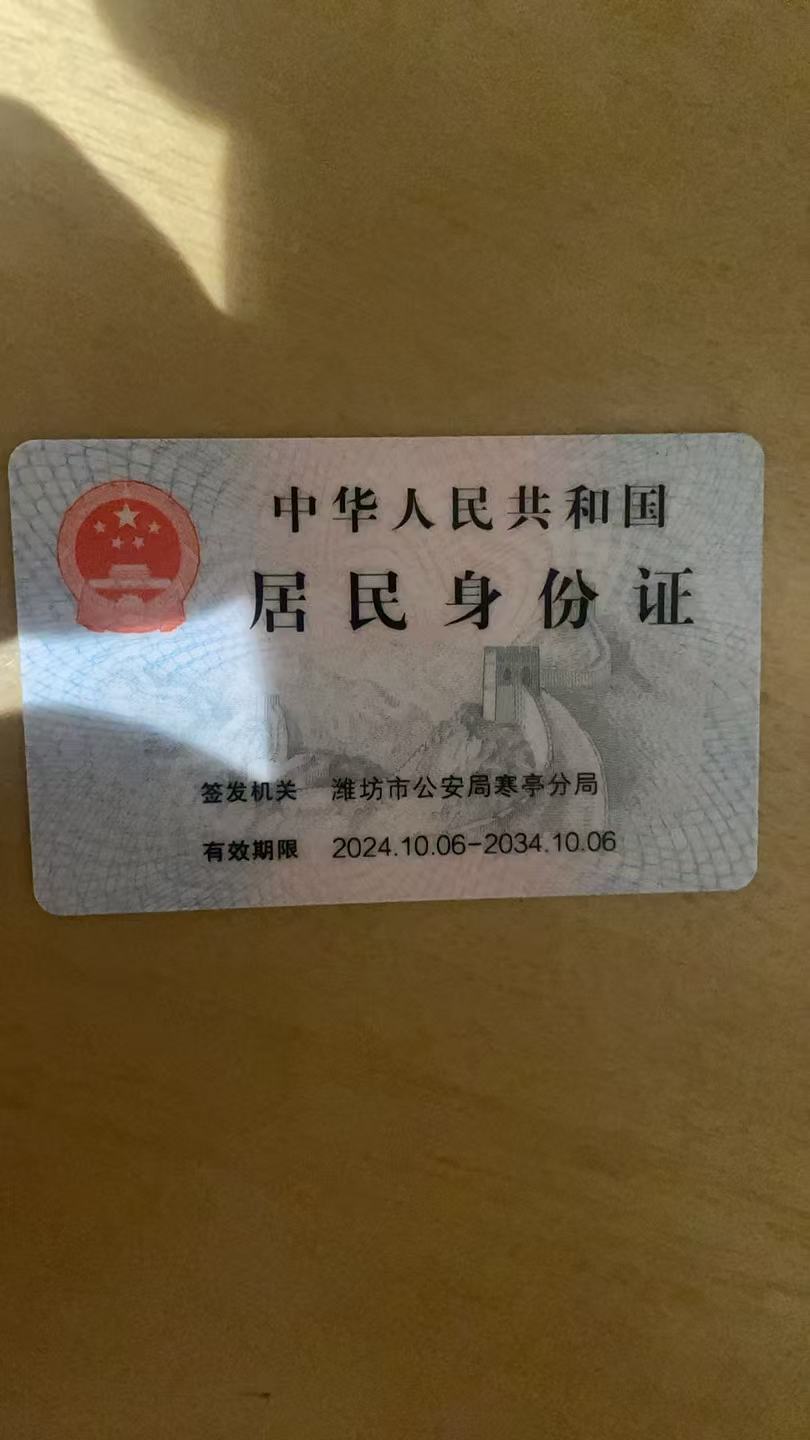 中华人民共和国
居民身份证
签发机关 潍坊市公安局寒亭分局
有效期限 2024.10.06-2034.10.06